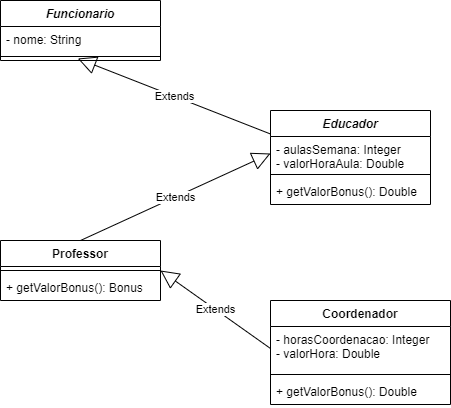 Funcionario
- nome: String
Extends
Educador
- aulasSemana: Integer
- valorHoraAula: Double
+ getValorBonus(): Double
Extends
Professor
+ getValorBonus(): Bonus
Extends
Coordenador
- horasCoordenacao: Integer
- valorHora: Double
+ getValorBonus(): Double